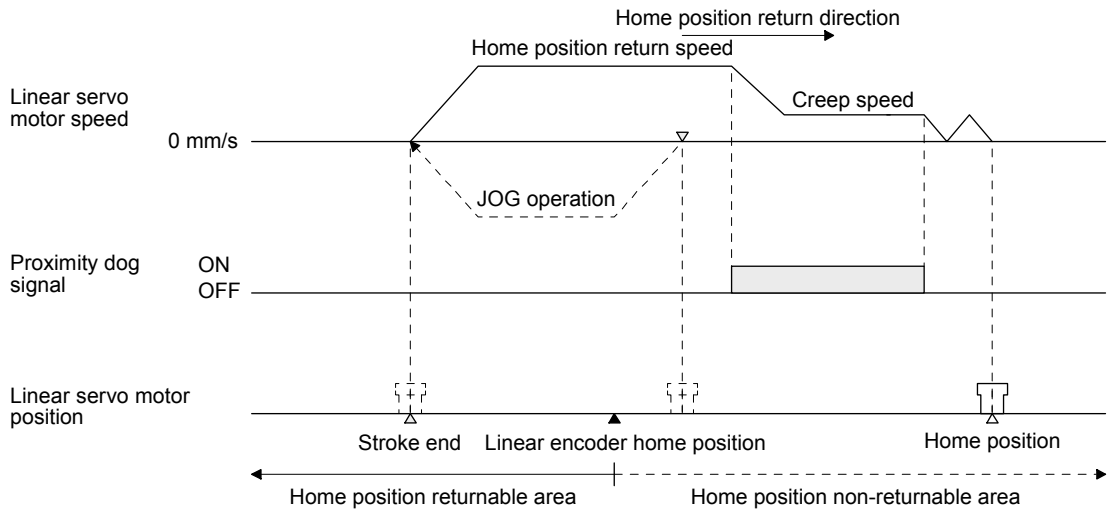 Home position return direction
Home position return speed
Linear servo
motor speed
Creep speed
0 mm/s
JOG operation
Proximity dog
signal
ON
OFF
Linear servo motor
position
Stroke end
Linear encoder home position
Home position
Home position returnable area
Home position non-returnable area